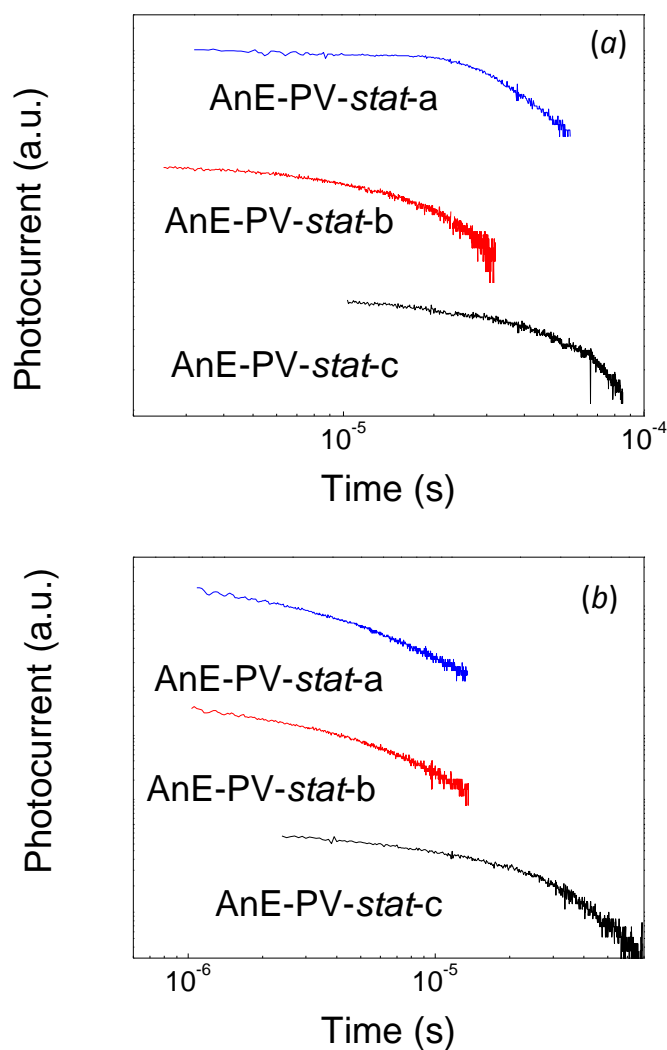 (a)
AnE-PV-stat-a
AnE-PV-stat-b
AnE-PV-stat-c
Photocurrent (a.u.)
10⁻⁵
10⁻⁴
Time (s)
(b)
AnE-PV-stat-a
AnE-PV-stat-b
AnE-PV-stat-c
Photocurrent (a.u.)
10⁻⁶
10⁻⁵
Time (s)